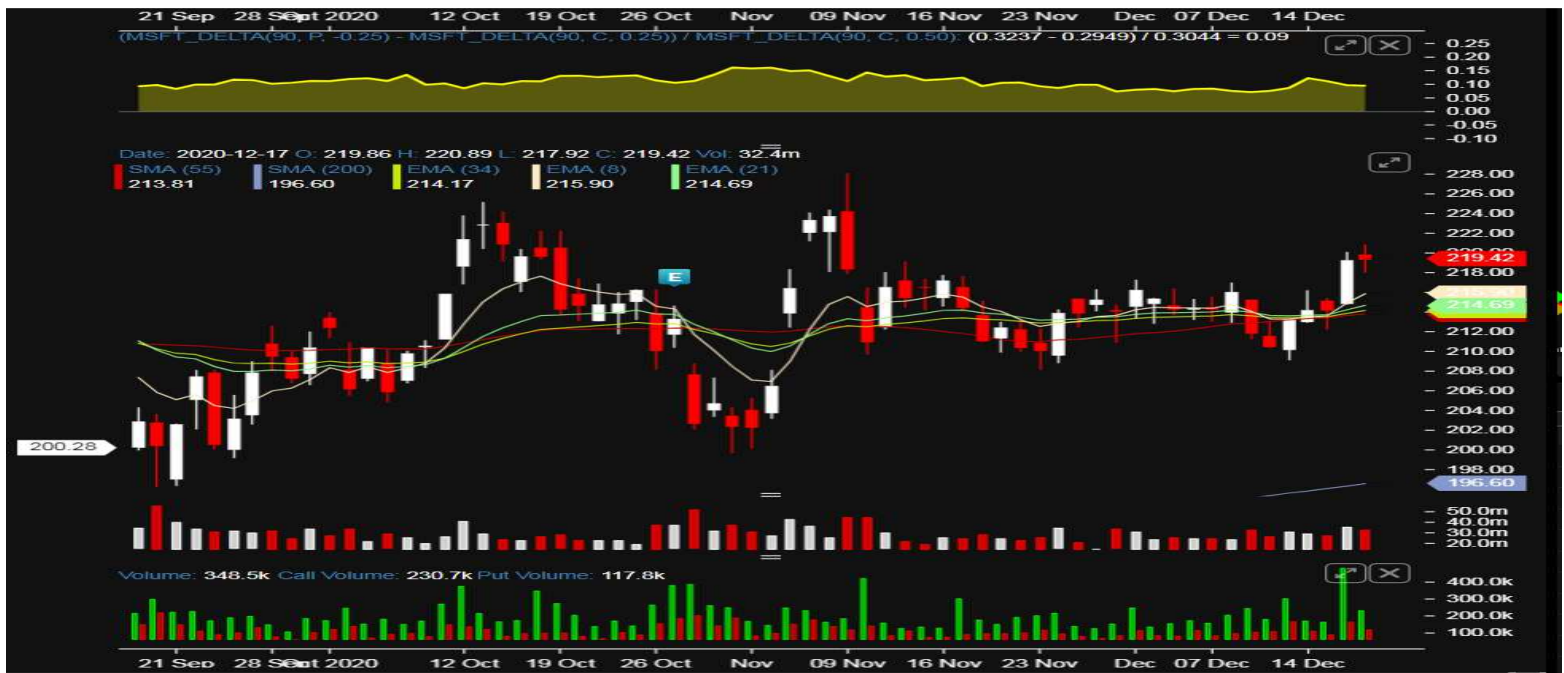 21 Sep 28 Sep Oct 2020 12 Oct 19 Oct 26 Oct Nov 09 Nov 16 Nov 23 Nov Dec 07 Dec 14 Dec
(MSFT_DELTA(90, P, -0.25) - MSFT_DELTA(90, C, 0.25)) / MSFT_DELTA(90, C, 0.50): (0.3237 - 0.2949) / 0.3044 = 0.09
0.25
0.20
0.15
0.10
0.05
0.00
-0.05
-0.10
Date: 2020-12-17 O: 219.86 H: 220.89 L: 217.92 C: 219.42 Vol: 32.4m
SMA (55) SMA (200) EMA (34) EMA (8) EMA (21)
213.81 196.60 214.17 215.90 214.69
228.00
226.00
224.00
222.00
219.42
218.00
215.90
214.69
212.00
210.00
208.00
206.00
204.00
202.00
200.00
198.00
196.60
E
200.28
50.0m
40.0m
30.0m
20.0m
Volume: 348.5k Call Volume: 230.7k Put Volume: 117.8k
400.0k
300.0k
200.0k
100.0k
21 Sep 28 Sep Oct 2020 12 Oct 19 Oct 26 Oct Nov 09 Nov 16 Nov 23 Nov Dec 07 Dec 14 Dec